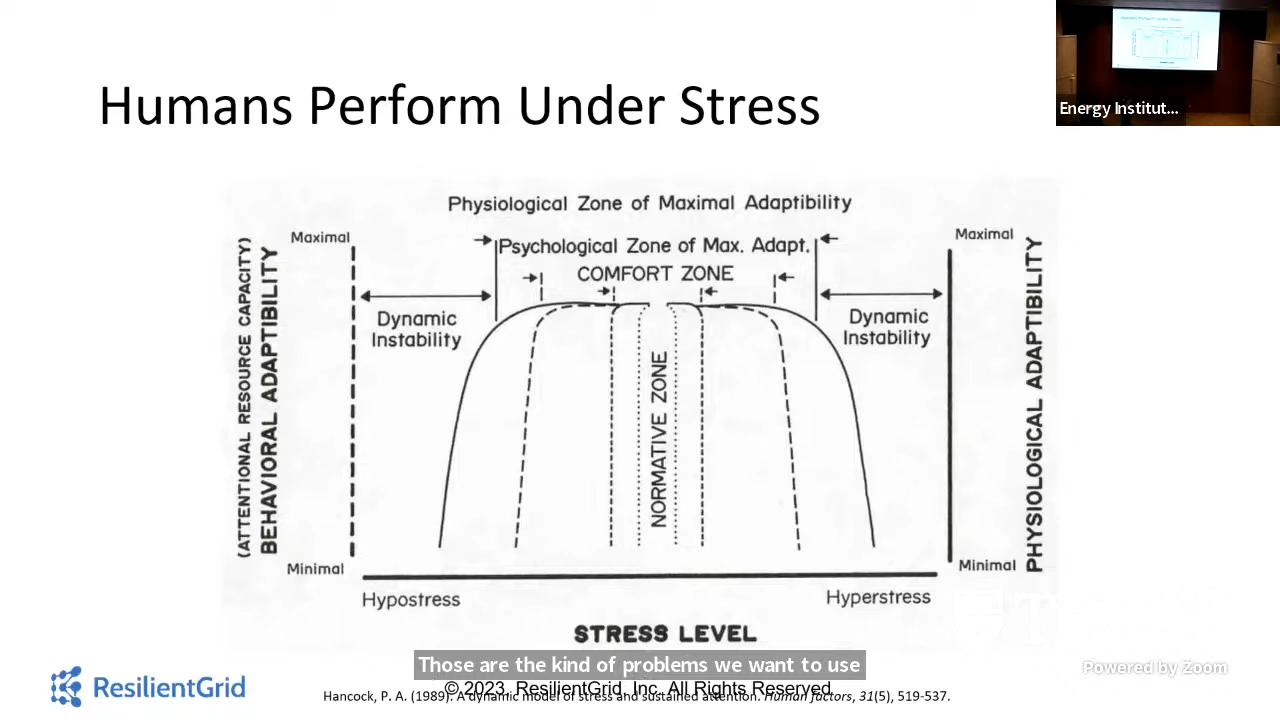 Humans Perform Under Stress
Energy Institut...
Physiological Zone of Maximal Adaptibility
Maximal
Psychological Zone of Max. Adapt.
Maximal
COMFORT ZONE
Dynamic
Instability
Dynamic
Instability
(ATTENTIONAL RESOURCE CAPACITY)
BEHAVIORAL ADAPTIBILITY
NORMATIVE ZONE
PHYSIOLOGICAL ADAPTIBILITY
Minimal
Minimal
Hypostress
Hyperstress
STRESS LEVEL
Those are the kind of problems we want to use
Powered by Zoom
ResilientGrid
© 2023 ResilientGrid, Inc. All Rights Reserved.
Hancock, P. A. (1989). A dynamic model of stress and sustained attention. Human factors, 31(5), 519-537.